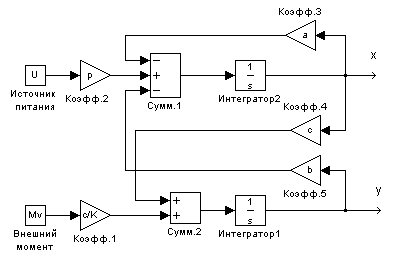 Коэфф.3
a
x
U
p
1
s
Источник
питания
Коэфф.2
Сумм.1
Интегратор2
Коэфф.4
c
b
Коэфф.5
y
Mv
c/K
1
s
Внешний
момент
Коэфф.1
Сумм.2
Интегратор1